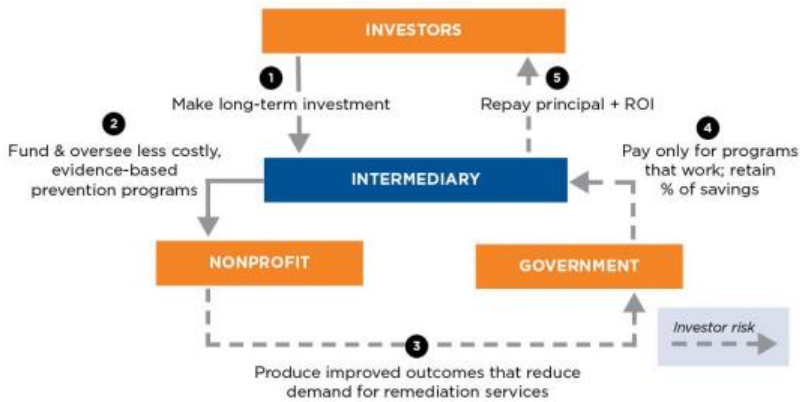 INVESTORS
1
Make long-term investment
5
Repay principal + ROI
2
Fund & oversee less costly,
evidence-based
prevention programs
4
Pay only for programs
that work; retain
% of savings
INTERMEDIARY
NONPROFIT
GOVERNMENT
Investor risk
3
Produce improved outcomes that reduce
demand for remediation services